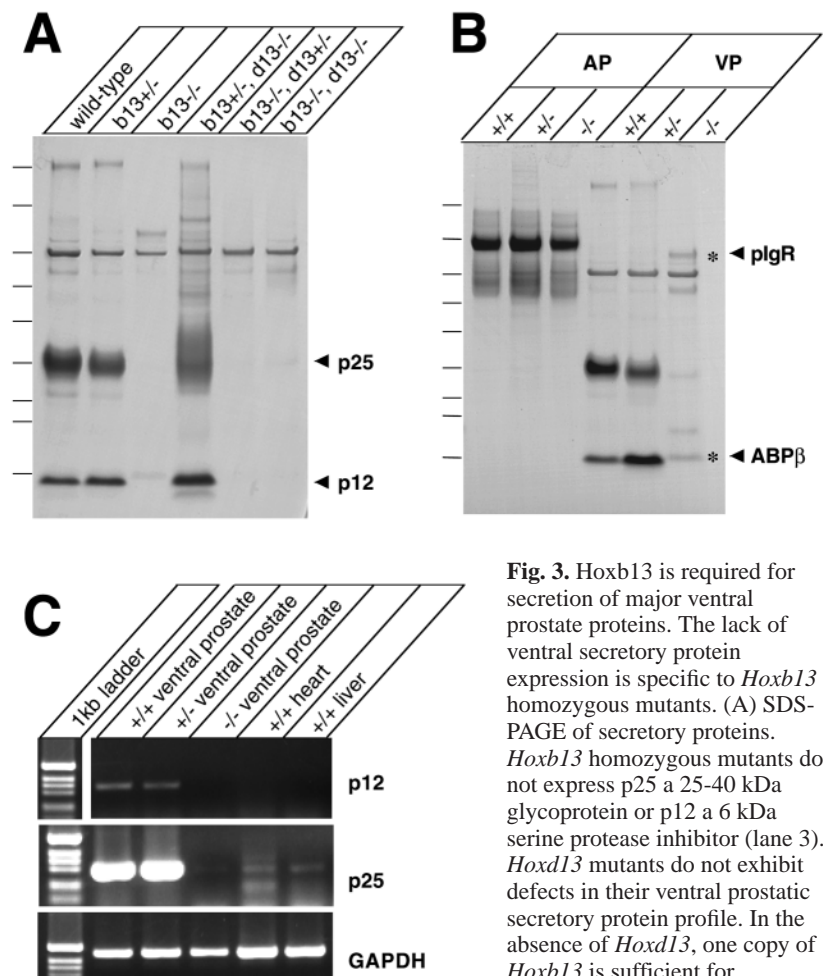 A
wild-type
b13+/-
b13-/-
b13+/-, d13-/-
b13-/-, d13+/-
b13-/-, d13-/-
◄ p25
◄ p12
B
AP
VP
+/+
+/-
-/-
+/+
+/-
-/-
* ◄ pIgR
* ◄ ABPβ
C
1kb ladder
+/+ ventral prostate
+/- ventral prostate
-/- ventral prostate
+/+ heart
+/+ liver
p12
p25
GAPDH
Fig. 3. Hoxb13 is required for
secretion of major ventral
prostate proteins. The lack of
ventral secretory protein
expression is specific to Hoxb13
homozygous mutants. (A) SDS-
PAGE of secretory proteins.
Hoxb13 homozygous mutants do
not express p25 a 25-40 kDa
glycoprotein or p12 a 6 kDa
serine protease inhibitor (lane 3).
Hoxd13 mutants do not exhibit
defects in their ventral prostatic
secretory protein profile. In the
absence of Hoxd13, one copy of
Hoxb13 is sufficient for